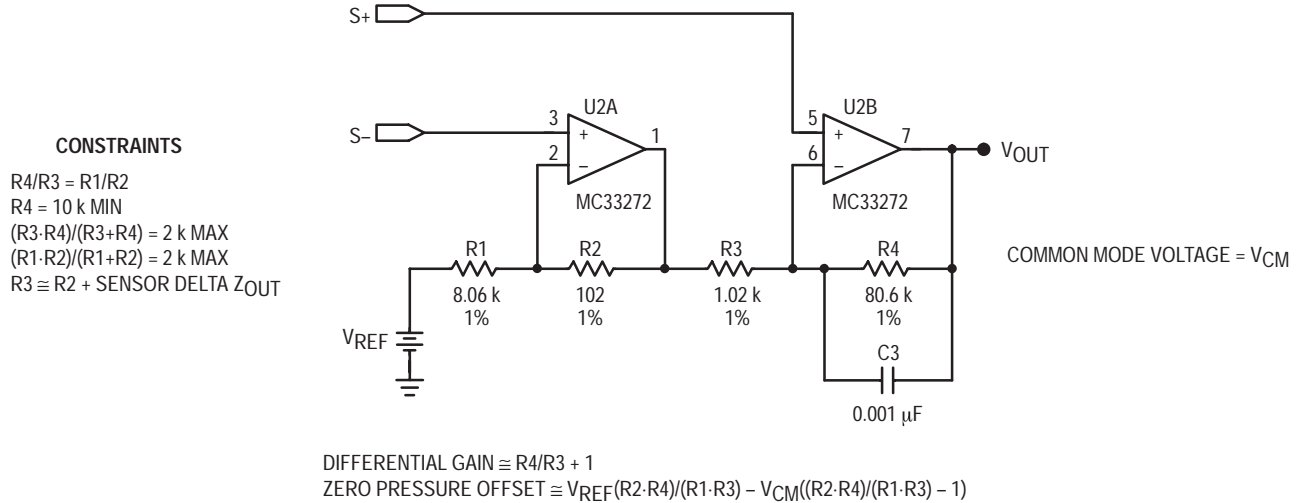 S+
S–
U2A
3
2
1
+
–
MC33272
U2B
5
6
7
+
–
MC33272
VOUT
CONSTRAINTS
R4/R3 = R1/R2
R4 = 10 k MIN
(R3·R4)/(R3+R4) = 2 k MAX
(R1·R2)/(R1+R2) = 2 k MAX
R3 ≅ R2 + SENSOR DELTA ZOUT
R1
8.06 k
1%
R2
102
1%
R3
1.02 k
1%
R4
80.6 k
1%
COMMON MODE VOLTAGE = VCM
VREF
C3
0.001 μF
DIFFERENTIAL GAIN ≅ R4/R3 + 1
ZERO PRESSURE OFFSET ≅ VREF(R2·R4)/(R1·R3) – VCM((R2·R4)/(R1·R3) – 1)